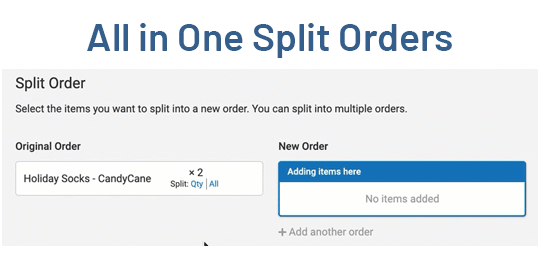 All in One Split Orders
Split Order
Select the items you want to split into a new order. You can split into multiple orders.
Original Order
New Order
Holiday Socks - CandyCane
× 2
Split: Qty | All
Adding items here
No items added
+ Add another order